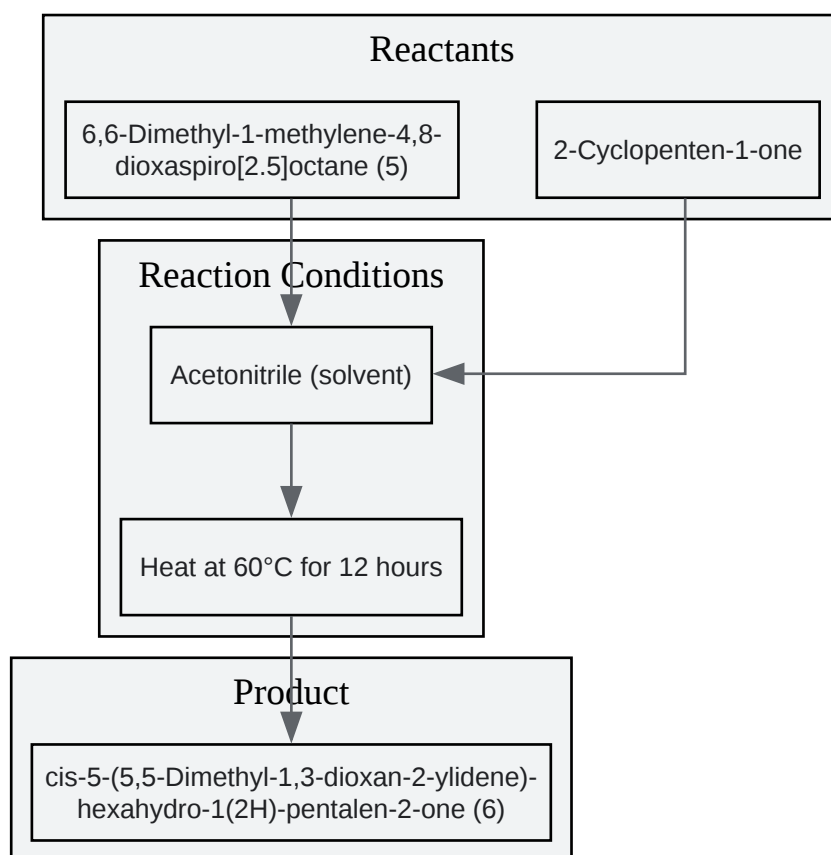 Reactants
6,6-Dimethyl-1-methylene-4,8-
dioxaspiro[2.5]octane (5)
2-Cyclopenten-1-one
Reaction Conditions
Acetonitrile (solvent)
Heat at 60°C for 12 hours
Product
cis-5-(5,5-Dimethyl-1,3-dioxan-2-ylidene)-
hexahydro-1(2H)-pentalen-2-one (6)